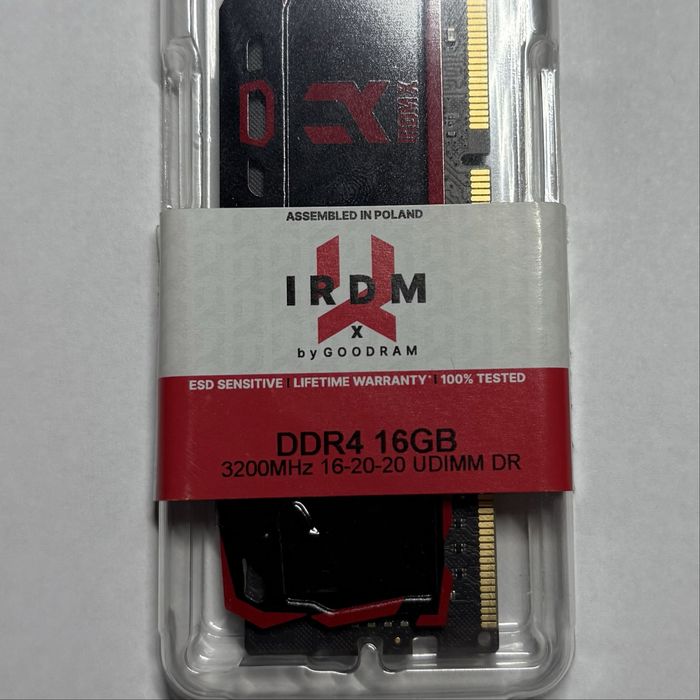 IRDMX
ASSEMBLED IN POLAND
IRDM
X
by GOODRAM
ESD SENSITIVE | LIFETIME WARRANTY* | 100% TESTED
DDR4 16GB
3200MHz 16-20-20 UDIMM DR